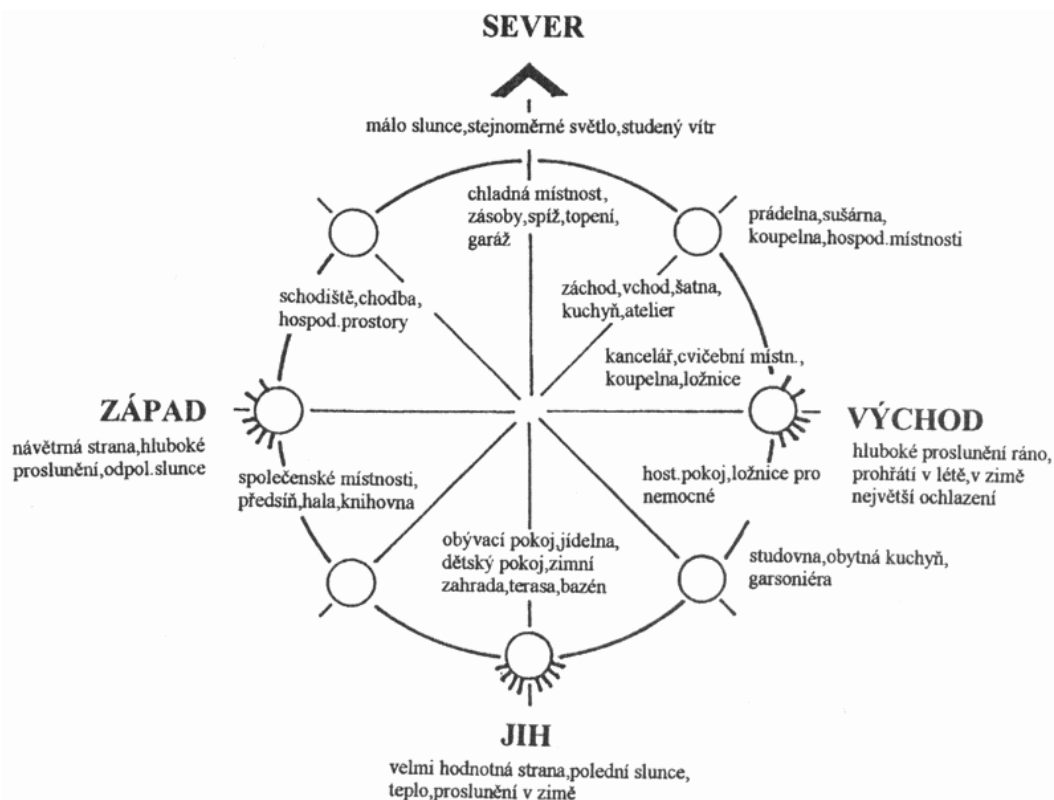 SEVER
málo slunce,stejnoměrné světlo,studený vítr
chladná místnost,
zásoby,spíž,topení,
garáž
prádelna,sušárna,
koupelna,hospod.místnosti
schodiště,chodba,
hospod.prostory
záchod,vchod,šatna,
kuchyň,atelier
kancelář,cvičební místn.,
koupelna,ložnice
ZÁPAD
návětrná strana,hluboké
proslunění,odpol.slunce
VÝCHOD
hluboké proslunění ráno,
prohřátí v létě,v zimě
největší ochlazení
společenské místnosti,
předsíň,hala,knihovna
host.pokoj,ložnice pro
nemocné
obývací pokoj,jídelna,
dětský pokoj,zimní
zahrada,terasa,bazén
studovna,obytná kuchyň,
garsoniéra
JIH
velmi hodnotná strana,polední slunce,
teplo,proslunění v zimě